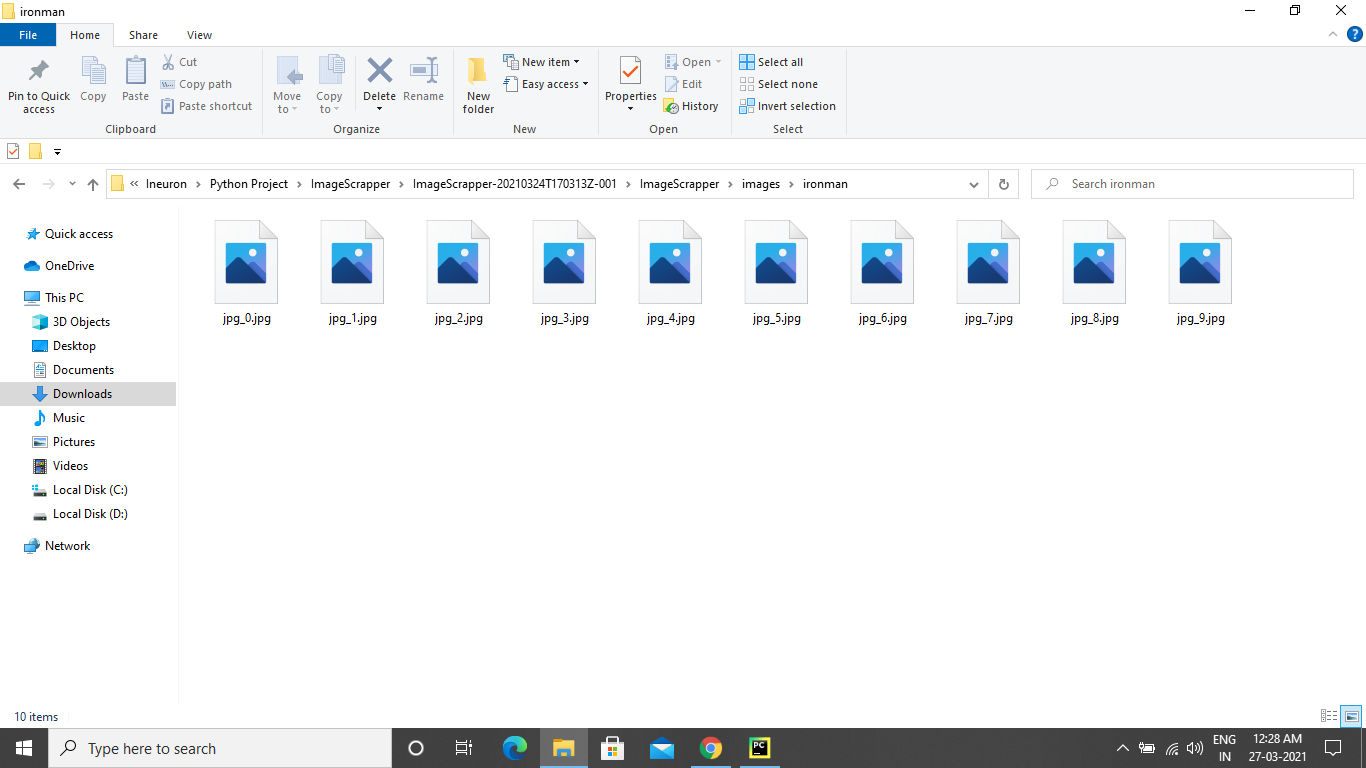 ironman
File Home Share View
Pin to Quick access
Copy
Paste
Cut
Copy path
Paste shortcut
Clipboard
Move to
Copy to
Delete
Rename
Organize
New folder
New item
Easy access
New
Properties
Open
Edit
History
Open
Select all
Select none
Invert selection
Select
« Ineuron > Python Project > ImageScrapper > ImageScrapper-20210324T170313Z-001 > ImageScrapper > images > ironman
Search ironman
Quick access
OneDrive
This PC
3D Objects
Desktop
Documents
Downloads
Music
Pictures
Videos
Local Disk (C:)
Local Disk (D:)
Network
jpg_0.jpg jpg_1.jpg jpg_2.jpg jpg_3.jpg jpg_4.jpg jpg_5.jpg jpg_6.jpg jpg_7.jpg jpg_8.jpg jpg_9.jpg
10 items
Type here to search
PC
ENG
IN
12:28 AM
27-03-2021